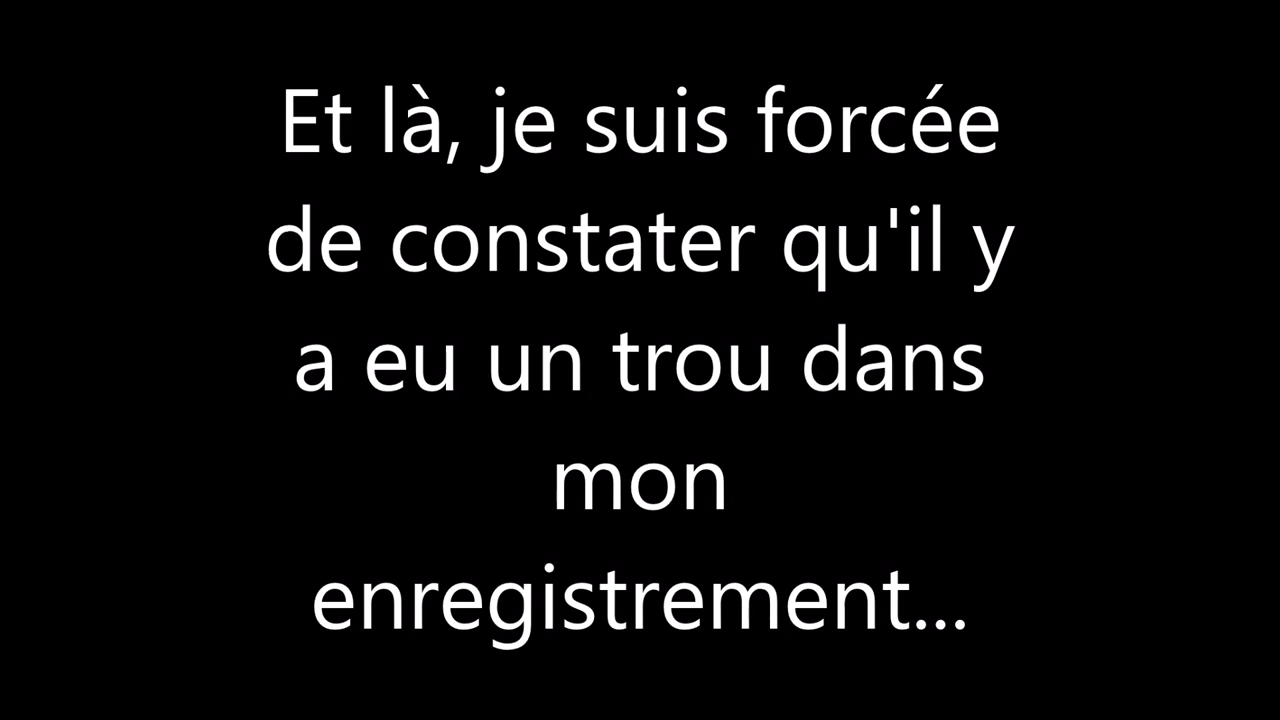 Et là, je suis forcée
de constater qu'il y
a eu un trou dans
mon
enregistrement...